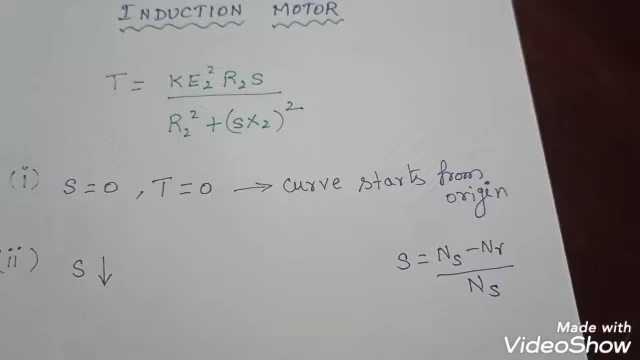 INDUCTION MOTOR
T = KE₂² R₂ S / R₂² + (SX₂)²
(i) S = 0 , T = 0 → curve starts from origin
(ii) S ↓
S = Ns - Nr / Ns
Made with
VideoShow